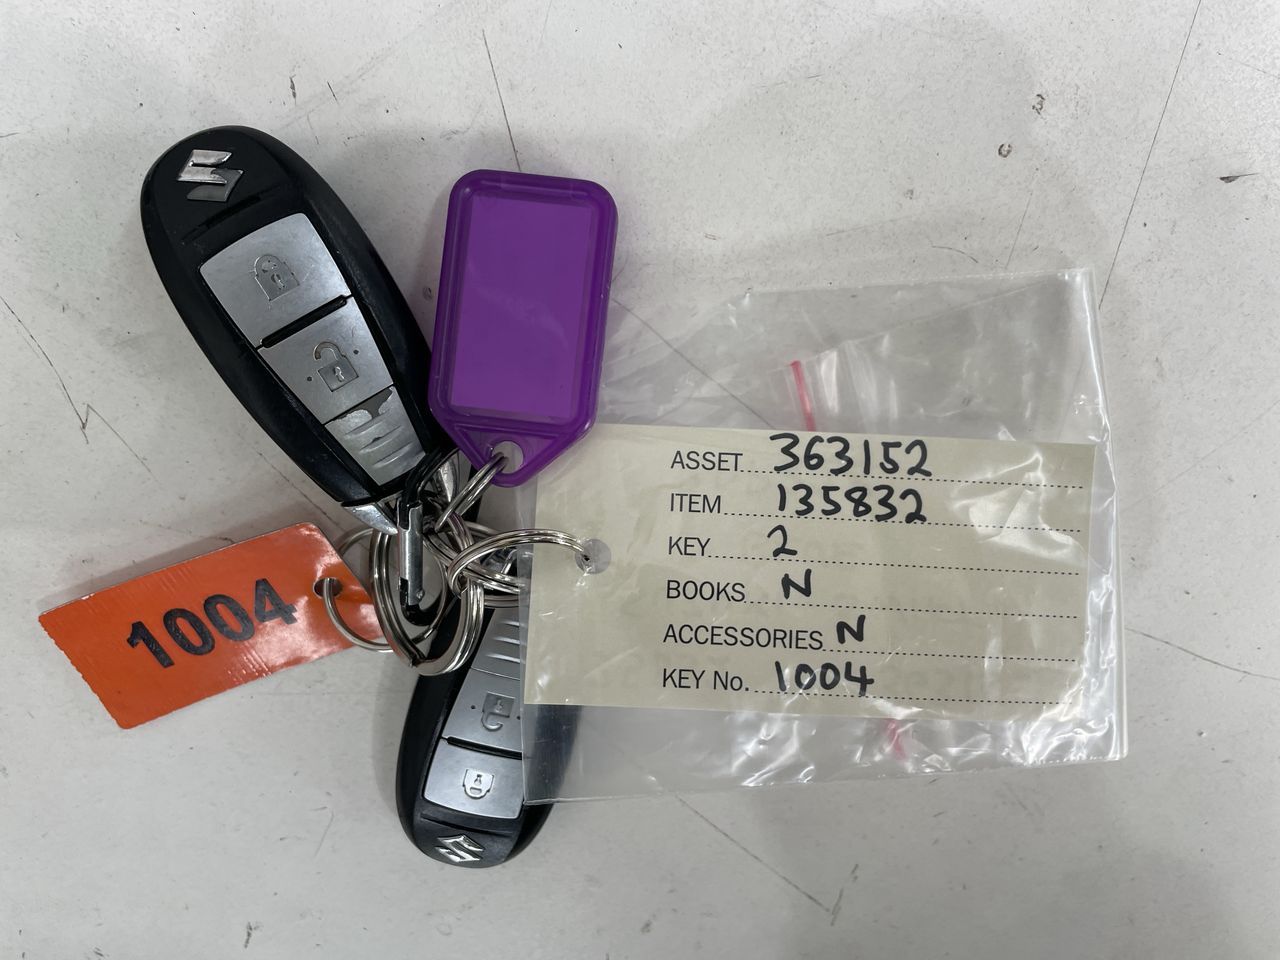 1004
ASSET 363152
ITEM 135832
KEY 2
BOOKS N
ACCESSORIES N
KEY No. 1004